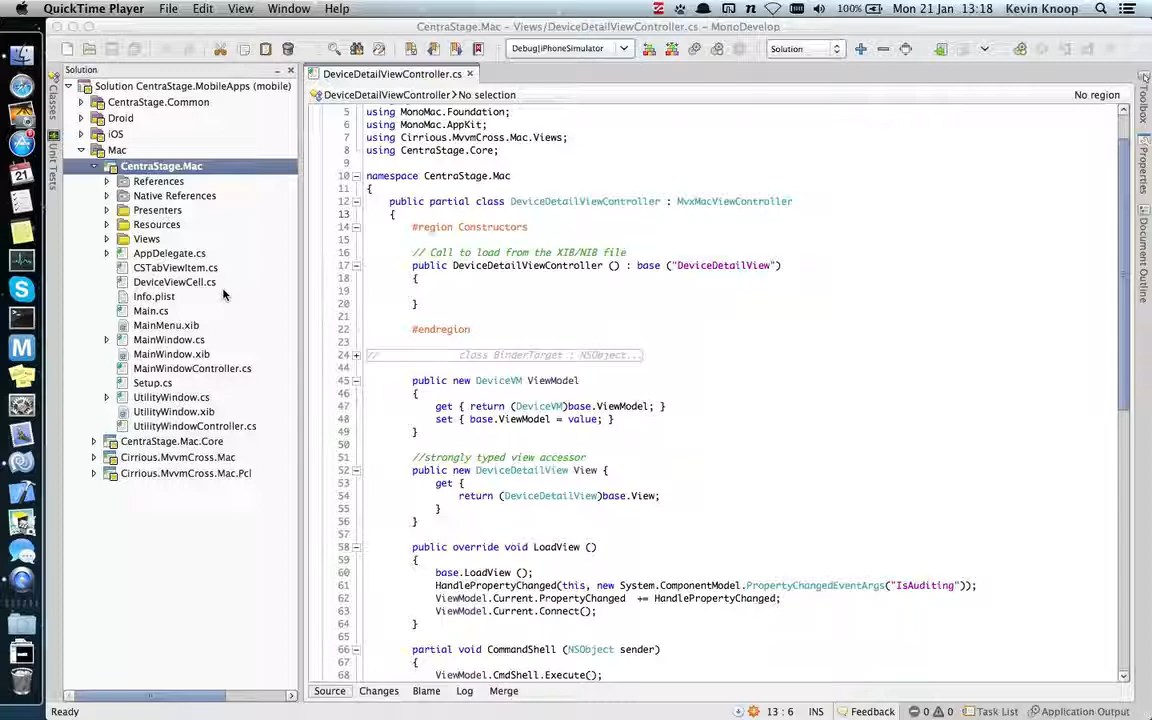 QuickTime Player File Edit View Window Help 100% Mon 21 Jan 13:18 Kevin Knoop
CentraStage.Mac – Views/DeviceDetailViewController.cs – MonoDevelop
Debug|iPhoneSimulator Solution
Solution
Solution CentraStage.MobileApps (mobile)
CentraStage.Common
Droid
iOS
Mac
CentraStage.Mac
References
Native References
Presenters
Resources
Views
AppDelegate.cs
CSTabViewItem.cs
DeviceViewCell.cs
Info.plist
Main.cs
MainMenu.xib
MainWindow.cs
MainWindow.xib
MainWindowController.cs
Setup.cs
UtilityWindow.cs
UtilityWindow.xib
UtilityWindowController.cs
CentraStage.Mac.Core
Cirrious.MvvmCross.Mac
Cirrious.MvvmCross.Mac.Pcl
Classes
Unit Tests
DeviceDetailViewController.cs
DeviceDetailViewController No selection No region
5 using MonoMac.Foundation;
6 using MonoMac.AppKit;
7 using Cirrious.MvvmCross.Mac.Views;
8 using CentraStage.Core;
9
10 namespace CentraStage.Mac
11 {
12 public partial class DeviceDetailViewController : MvxMacViewController
13 {
14 #region Constructors
15
16 // Call to load from the XIB/NIB file
17 public DeviceDetailViewController () : base ("DeviceDetailView")
18 {
19
20 }
21
22 #endregion
23
24 // class BinderTarget : NSObject...
44
45 public new DeviceVM ViewModel
46 {
47 get { return (DeviceVM)base.ViewModel; }
48 set { base.ViewModel = value; }
49 }
50
51 //strongly typed view accessor
52 public new DeviceDetailView View {
53 get {
54 return (DeviceDetailView)base.View;
55 }
56 }
57
58 public override void LoadView ()
59 {
60 base.LoadView ();
61 HandlePropertyChanged(this, new System.ComponentModel.PropertyChangedEventArgs("IsAuditing"));
62 ViewModel.Current.PropertyChanged += HandlePropertyChanged;
63 ViewModel.Current.Connect();
64 }
65
66 partial void CommandShell (NSObject sender)
67 {
68 ViewModel.CmdShell.Execute();
Toolbox
Properties
Document Outline
Source Changes Blame Log Merge
Ready 13 : 6 INS Feedback 0 0 Task List Application Output